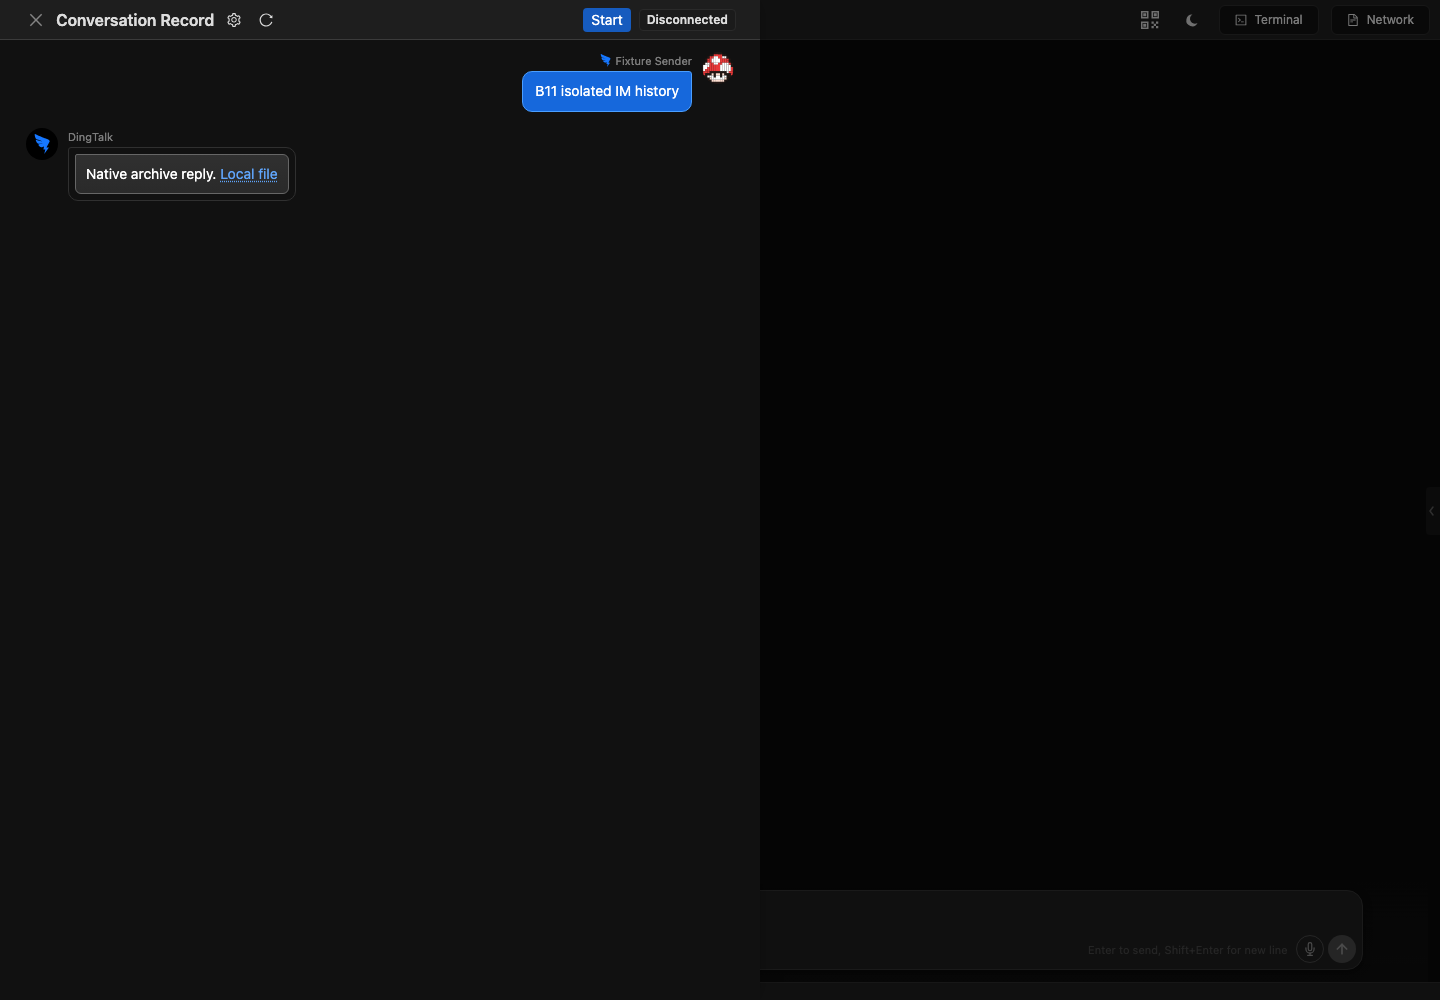 Conversation Record
Start
Disconnected
Terminal
Network
Fixture Sender
B11 isolated IM history
DingTalk
Native archive reply. Local file
Enter to send, Shift+Enter for new line